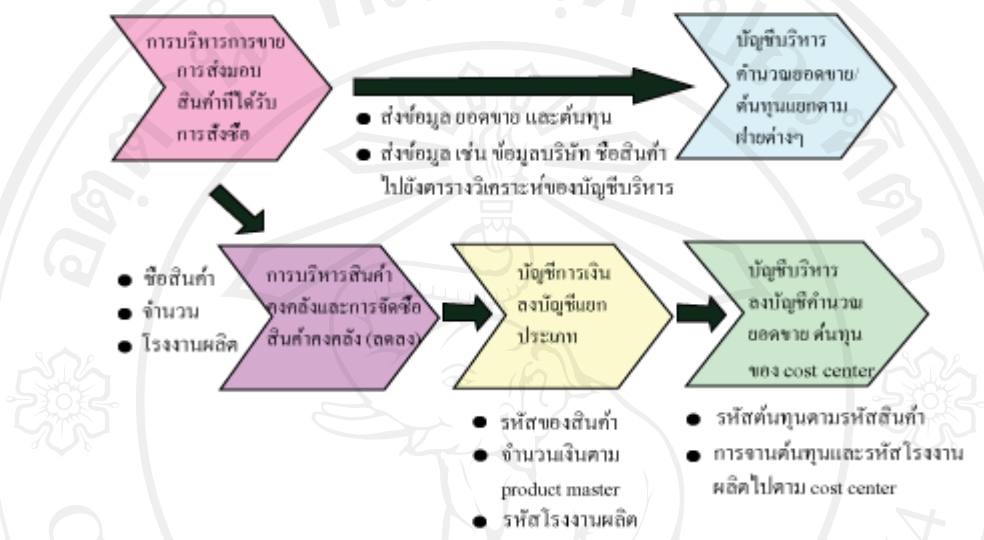 การบริหารการขาย
การส่งมอบ
สินค้าที่ได้รับ
การสั่งซื้อ
● ส่งข้อมูล ยอดขาย และต้นทุน
● ส่งข้อมูล เช่น ข้อมูลบริษัท ชื่อสินค้า
ไปยังตารางวิเคราะห์ของบัญชีบริหาร
บัญชีบริหาร
คำนวณยอดขาย/
ต้นทุนแยกตาม
ฝ่ายต่างๆ
● ชื่อสินค้า
● จำนวน
● โรงงานผลิต
การบริหารสินค้า
คงคลังและการจัดซื้อ
สินค้าคงคลัง (ลดลง)
บัญชีการเงิน
ลงบัญชีแยก
ประเภท
บัญชีบริหาร
ลงบัญชีคำนวณ
ยอดขาย ต้นทุน
ของ cost center
● รหัสของสินค้า
● จำนวนเงินตาม
product master
● รหัสโรงงานผลิต
● รหัสต้นทุนตามรหัสสินค้า
● การจานต้นทุนและรหัสโรงงาน
ผลิตไปตาม cost center